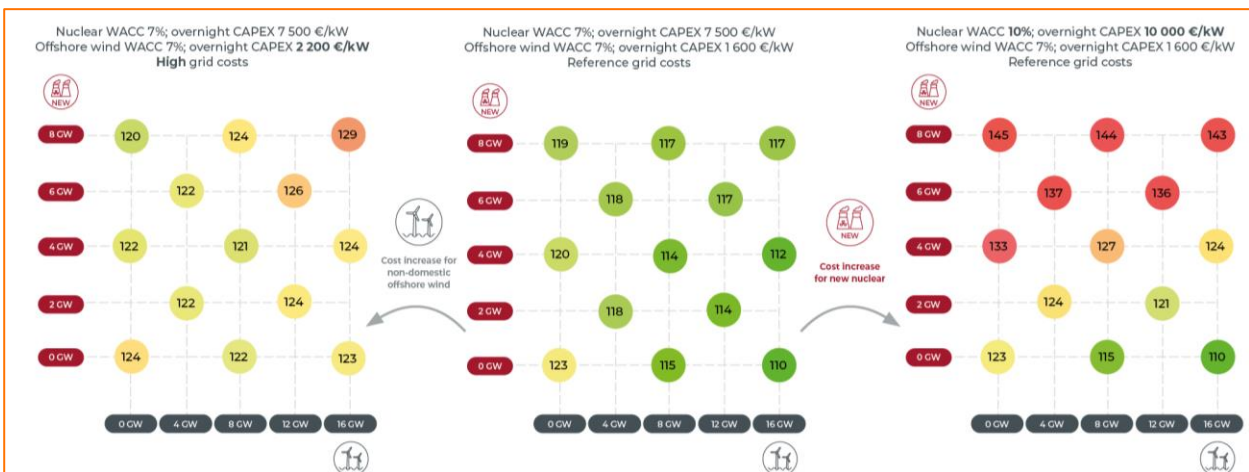 Nuclear WACC 7%; overnight CAPEX 7 500 €/kW
Offshore wind WACC 7%; overnight CAPEX 2 200 €/kW
High grid costs
NEW
8 GW
120
124
129
6 GW
122
126
4 GW
122
121
124
2 GW
122
124
0 GW
124
122
123
0 GW
4 GW
8 GW
12 GW
16 GW
Cost increase for
non-domestic
offshore wind
Nuclear WACC 7%; overnight CAPEX 7 500 €/kW
Offshore wind WACC 7%; overnight CAPEX 1 600 €/kW
Reference grid costs
NEW
8 GW
119
117
117
6 GW
118
117
4 GW
120
114
112
2 GW
118
114
0 GW
123
115
110
0 GW
4 GW
8 GW
12 GW
16 GW
NEW
Cost increase
for new nuclear
Nuclear WACC 10%; overnight CAPEX 10 000 €/kW
Offshore wind WACC 7%; overnight CAPEX 1 600 €/kW
Reference grid costs
NEW
8 GW
145
144
143
6 GW
137
136
4 GW
133
127
124
2 GW
124
121
0 GW
123
115
110
0 GW
4 GW
8 GW
12 GW
16 GW